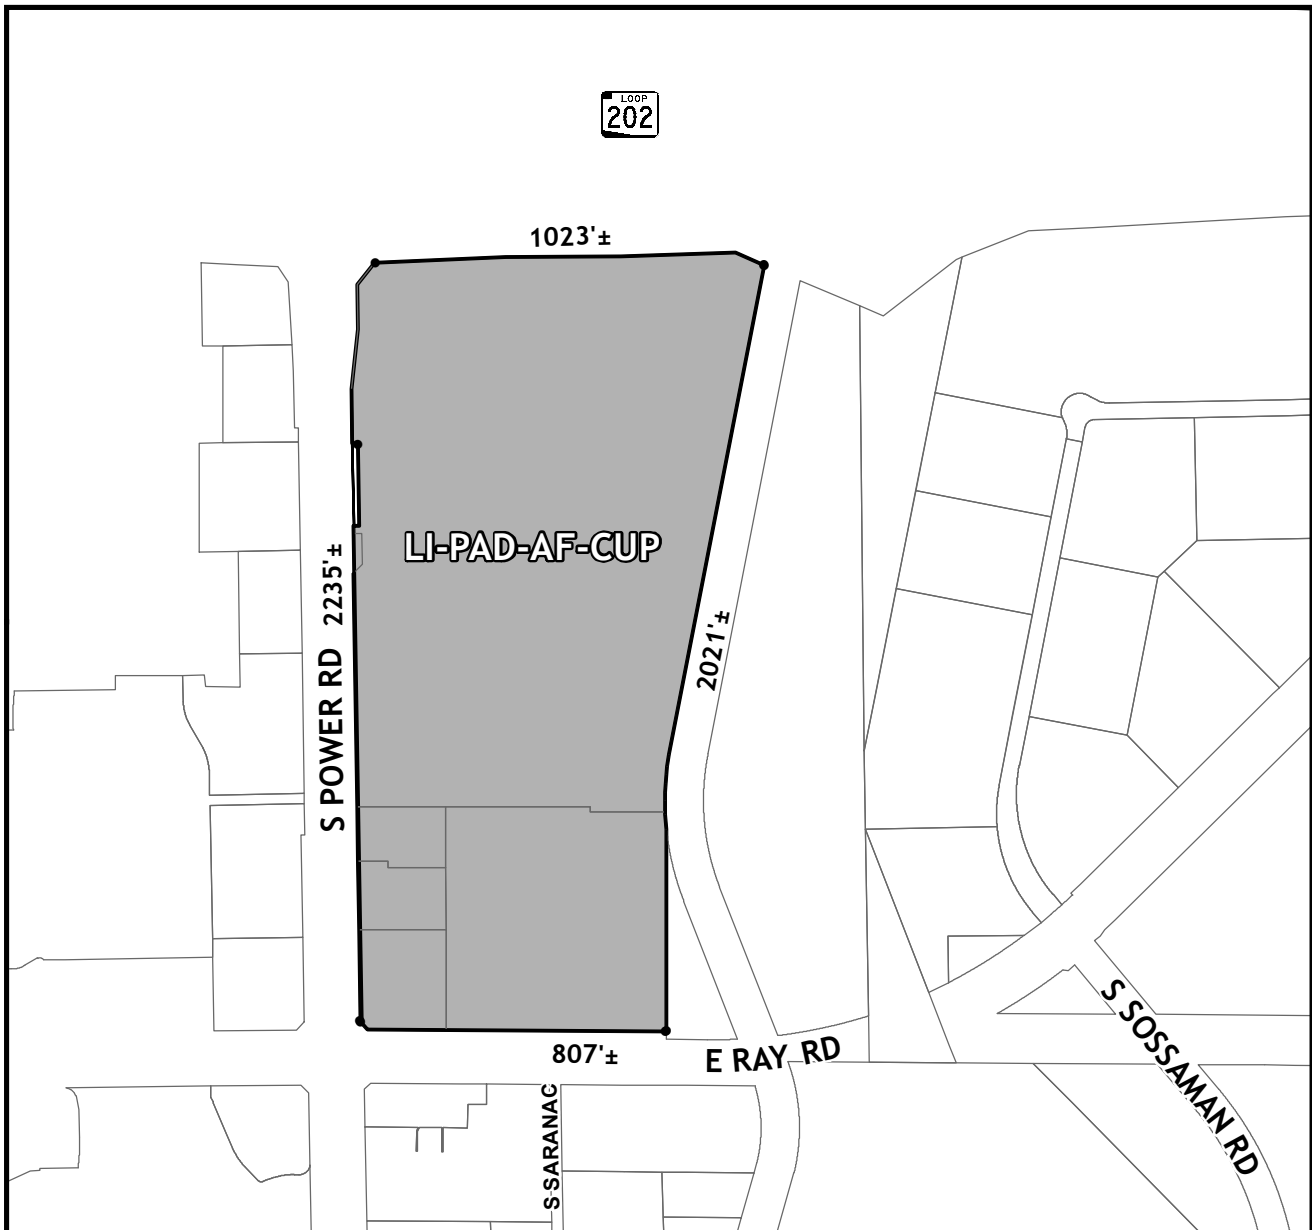 LOOP
202
1023'±
LI-PAD-AF-CUP
S POWER RD 2235'±
2021'±
807'±
E RAY RD
S SOSSAMAN RD
S SARANAC